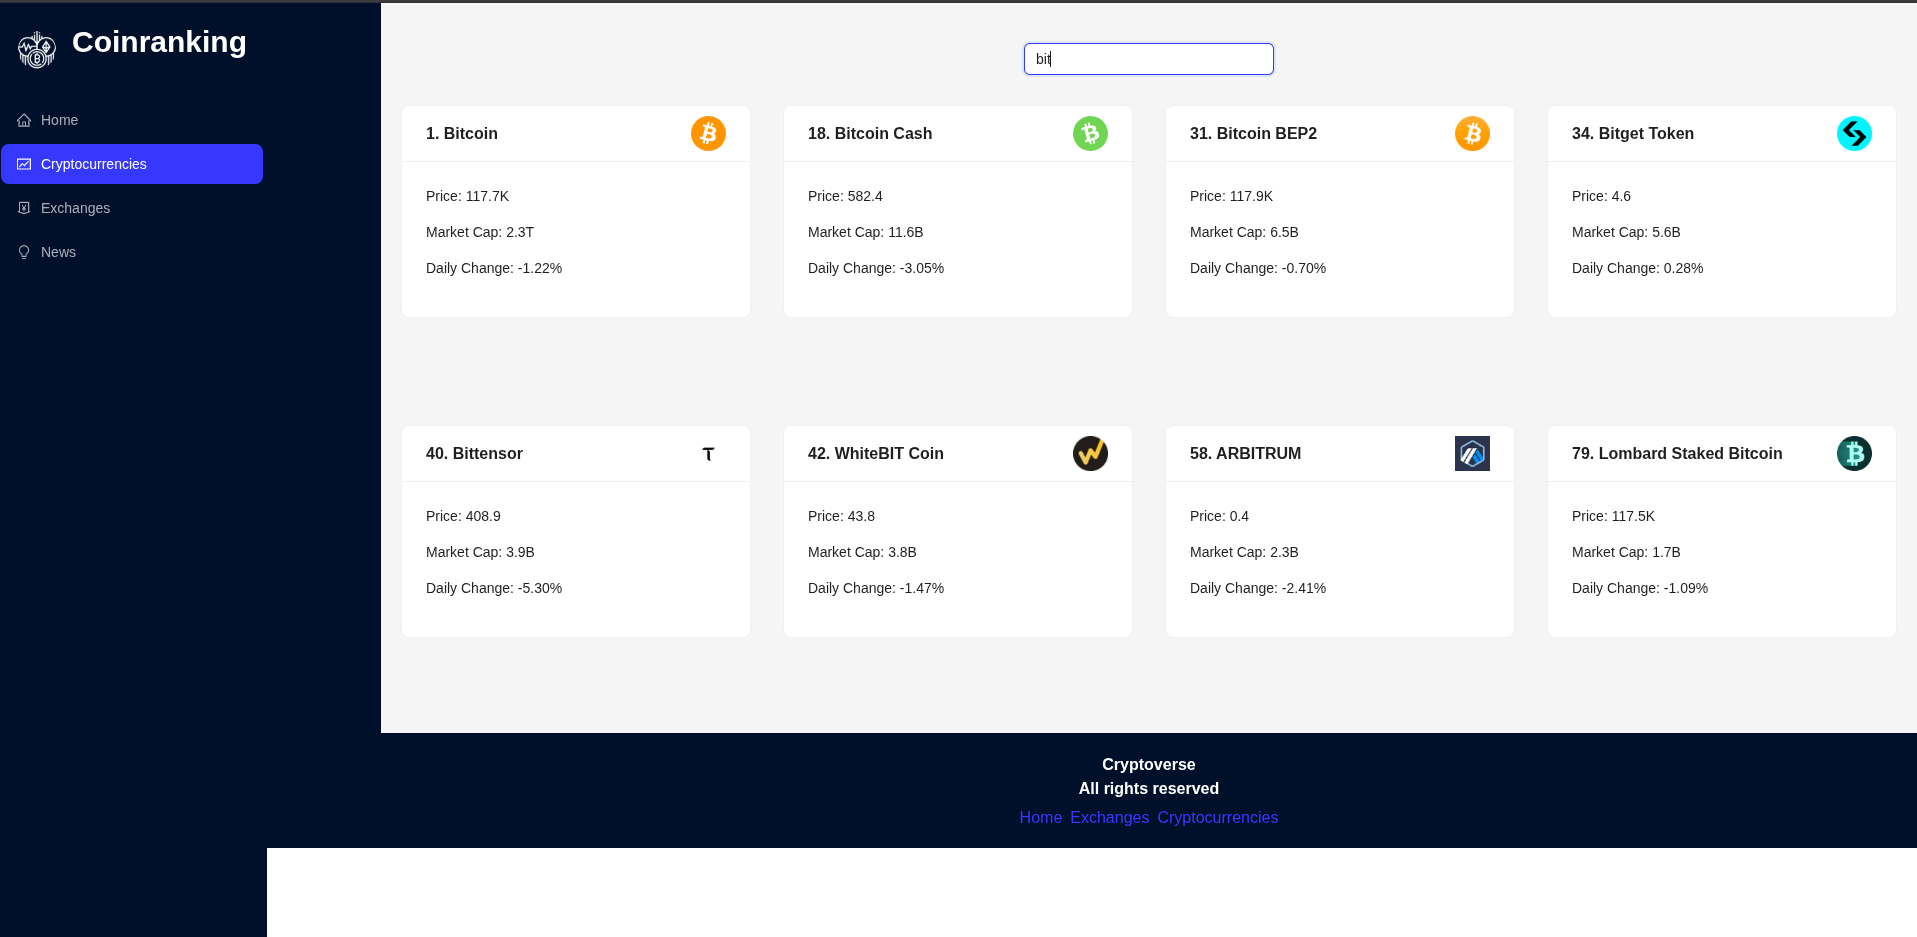 Coinranking
Home
Cryptocurrencies
Exchanges
News
bit
1. Bitcoin
Price: 117.7K
Market Cap: 2.3T
Daily Change: -1.22%
18. Bitcoin Cash
Price: 582.4
Market Cap: 11.6B
Daily Change: -3.05%
31. Bitcoin BEP2
Price: 117.9K
Market Cap: 6.5B
Daily Change: -0.70%
34. Bitget Token
Price: 4.6
Market Cap: 5.6B
Daily Change: 0.28%
40. Bittensor
Price: 408.9
Market Cap: 3.9B
Daily Change: -5.30%
42. WhiteBIT Coin
Price: 43.8
Market Cap: 3.8B
Daily Change: -1.47%
58. ARBITRUM
Price: 0.4
Market Cap: 2.3B
Daily Change: -2.41%
79. Lombard Staked Bitcoin
Price: 117.5K
Market Cap: 1.7B
Daily Change: -1.09%
Cryptoverse
All rights reserved
Home Exchanges Cryptocurrencies